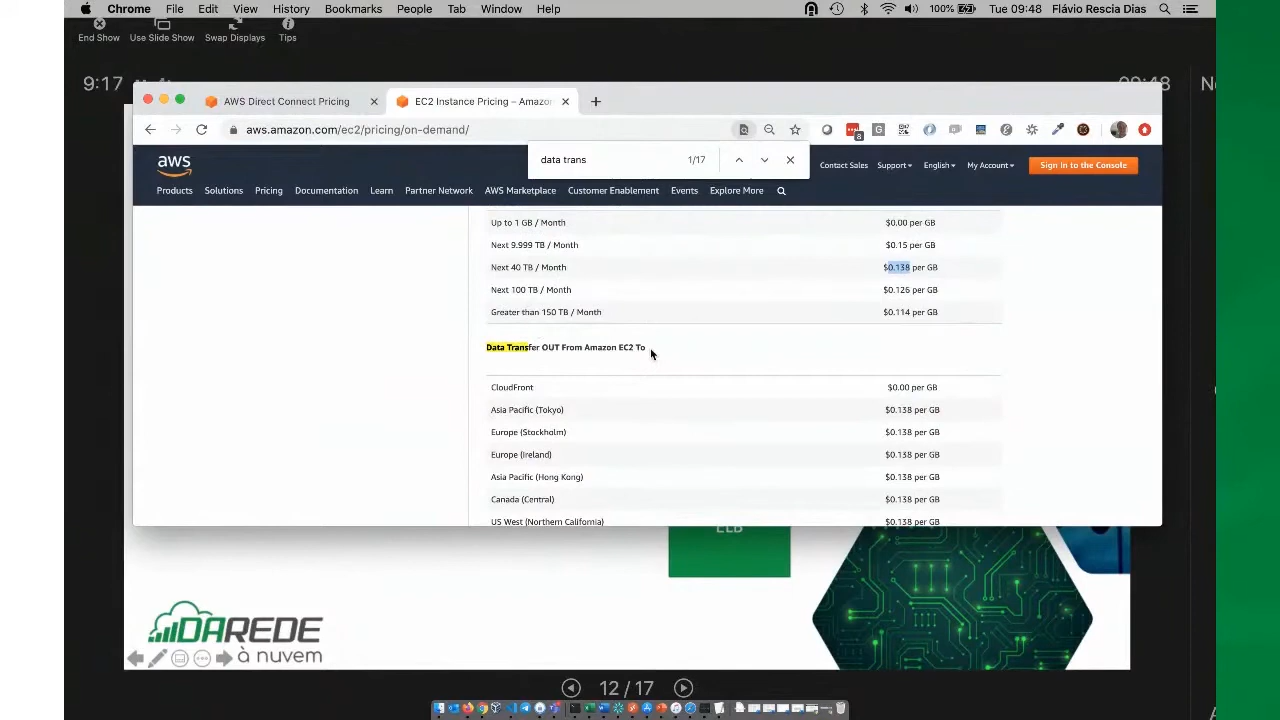 Chrome File Edit View History Bookmarks People Tab Window Help 100% Tue 09:48 Flávio Rescia Dias
End Show Use Slide Show Swap Displays Tips
9:17 09:48
AWS Direct Connect Pricing EC2 Instance Pricing – Amazon
aws.amazon.com/ec2/pricing/on-demand/
data trans 1/17
aws Contact Sales Support English My Account Sign In to the Console
Products Solutions Pricing Documentation Learn Partner Network AWS Marketplace Customer Enablement Events Explore More
Up to 1 GB / Month $0.00 per GB
Next 9.999 TB / Month $0.15 per GB
Next 40 TB / Month $0.138 per GB
Next 100 TB / Month $0.126 per GB
Greater than 150 TB / Month $0.114 per GB
Data Transfer OUT From Amazon EC2 To
CloudFront $0.00 per GB
Asia Pacific (Tokyo) $0.138 per GB
Europe (Stockholm) $0.138 per GB
Europe (Ireland) $0.138 per GB
Asia Pacific (Hong Kong) $0.138 per GB
Canada (Central) $0.138 per GB
US West (Northern California) $0.138 per GB
ELB
DAREDE
à nuvem
12 / 17